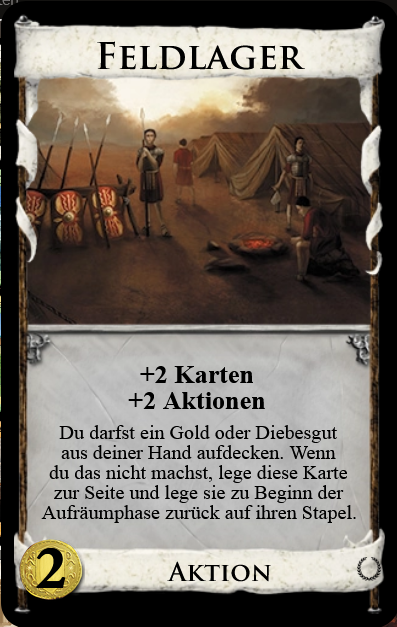 FELDLAGER
+2 Karten
+2 Aktionen
Du darfst ein Gold oder Diebesgut
aus deiner Hand aufdecken. Wenn
du das nicht machst, lege diese Karte
zur Seite und lege sie zu Beginn der
Aufräumphase zurück auf ihren Stapel.
2
AKTION